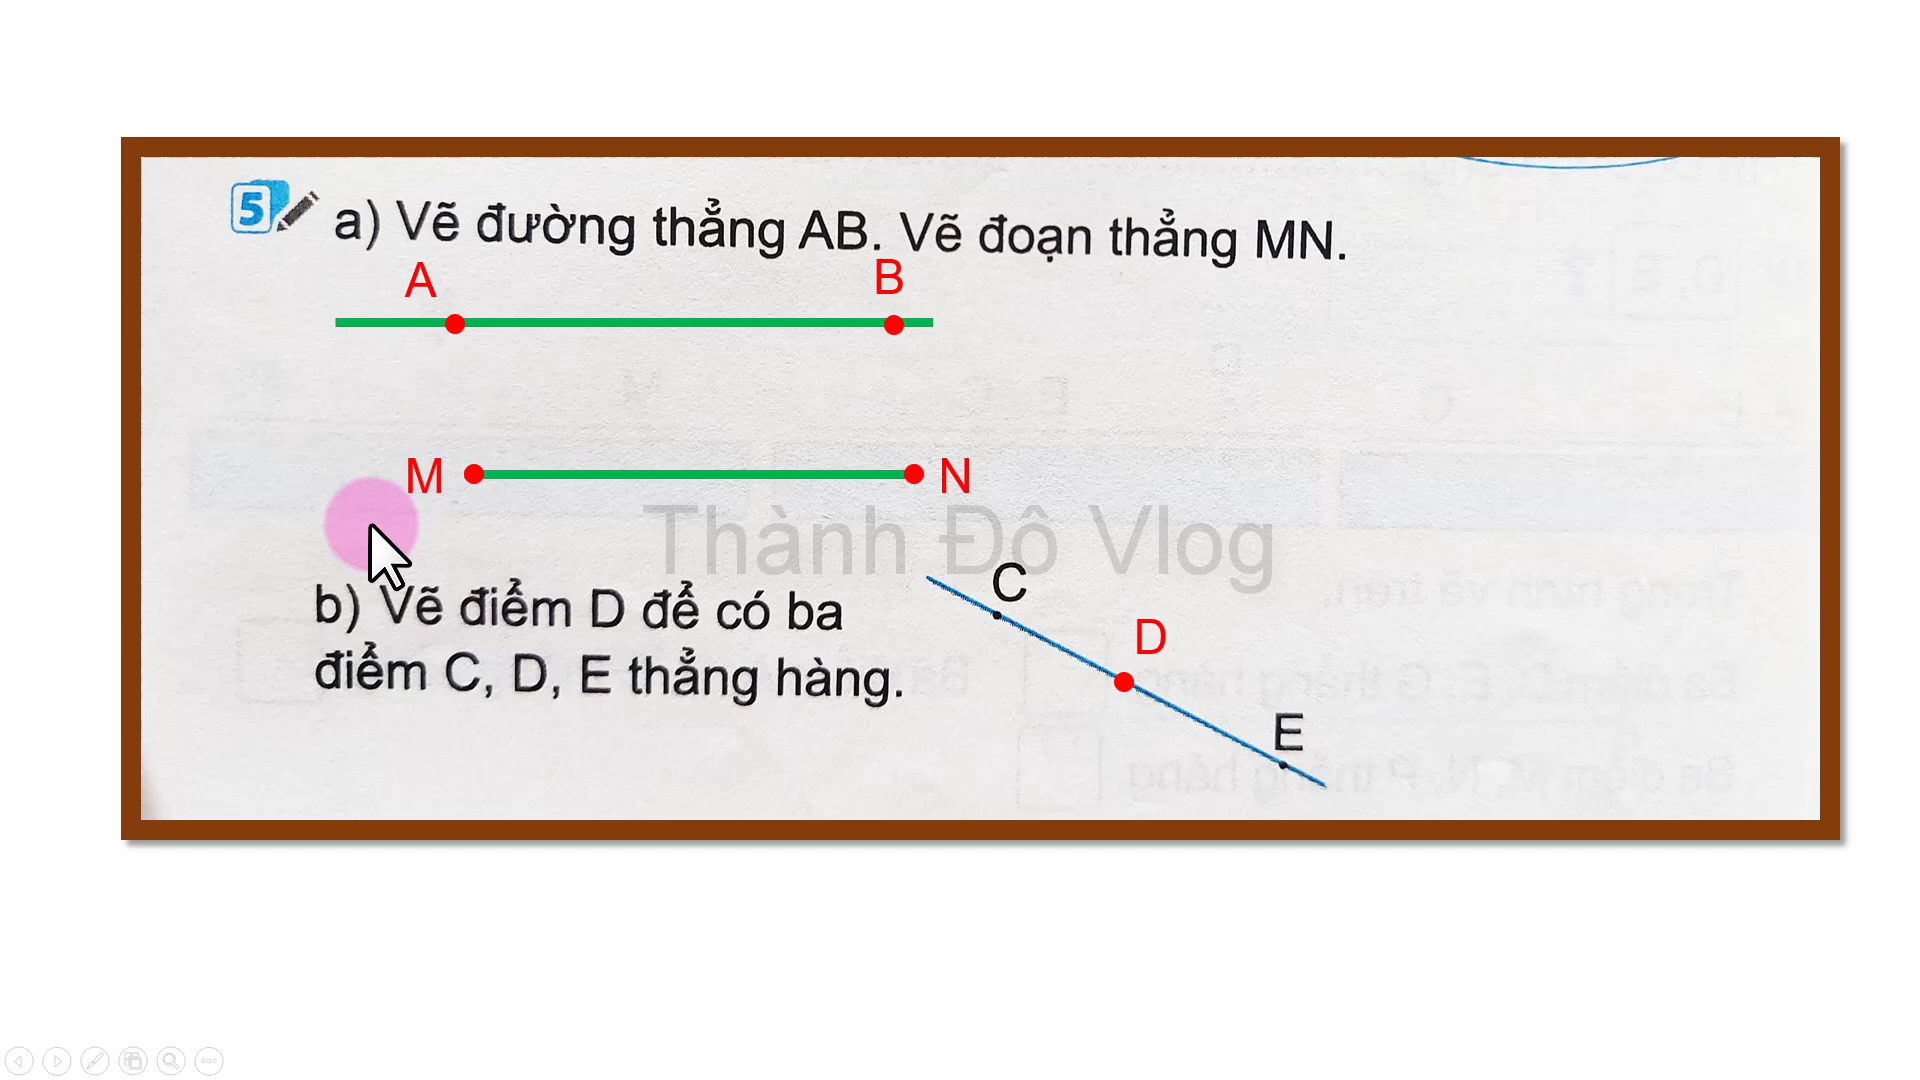 5 a) Vẽ đường thẳng AB. Vẽ đoạn thẳng MN.
A B
M N
Thành Đô Vlog
b) Vẽ điểm D để có ba
điểm C, D, E thẳng hàng.
C
D
E